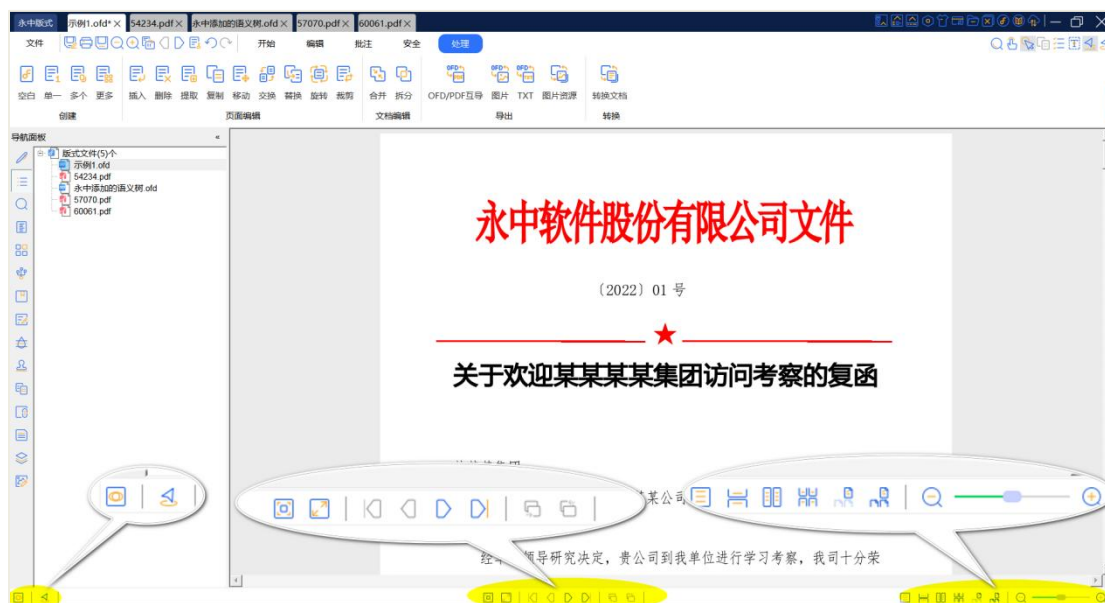 永中版式 示例1.ofd* 54234.pdf 永中添加的语义树.ofd 57070.pdf 60061.pdf
文件 开始 编辑 批注 安全 处理
空白 单一 多个 更多 插入 删除 提取 复制 移动 交换 替换 旋转 裁剪 合并 拆分 OFD/PDF互导 图片 TXT 图片资源 转换文档
创建 页面编辑 文档编辑 导出 转换
导航面板
版式文件(5)个
示例1.ofd
54234.pdf
永中添加的语义树.ofd
57070.pdf
60061.pdf
永中软件股份有限公司文件
〔2022〕01 号
关于欢迎某某某某集团访问考察的复函
某公司
领导研究决定，贵公司到我单位进行学习考察，我司十分荣